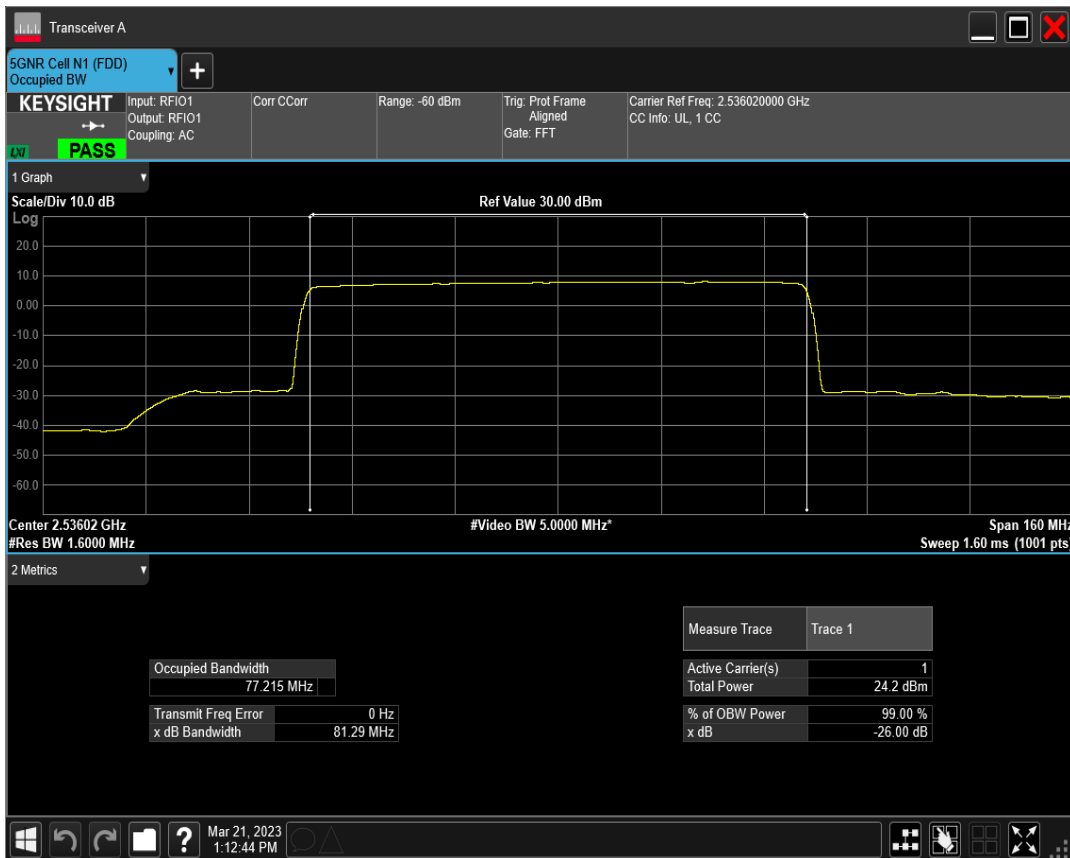 Transceiver A
5GNR Cell N1 (FDD)
Occupied BW
+
KEYSIGHT
LXI
PASS
Input: RFIO1
Output: RFIO1
Coupling: AC
Corr CCorr
Range: -60 dBm
Trig: Prot Frame
Aligned
Gate: FFT
Carrier Ref Freq: 2.536020000 GHz
CC Info: UL, 1 CC
1 Graph
Scale/Div 10.0 dB
Ref Value 30.00 dBm
Log
20.0
10.0
0.00
-10.0
-20.0
-30.0
-40.0
-50.0
-60.0
Center 2.53602 GHz
#Video BW 5.0000 MHz*
Span 160 MHz
#Res BW 1.6000 MHz
Sweep 1.60 ms (1001 pts)
2 Metrics
Measure Trace Trace 1
Occupied Bandwidth
77.215 MHz
Transmit Freq Error 0 Hz
x dB Bandwidth 81.29 MHz
Active Carrier(s) 1
Total Power 24.2 dBm
% of OBW Power 99.00 %
x dB -26.00 dB
?
Mar 21, 2023
1:12:44 PM